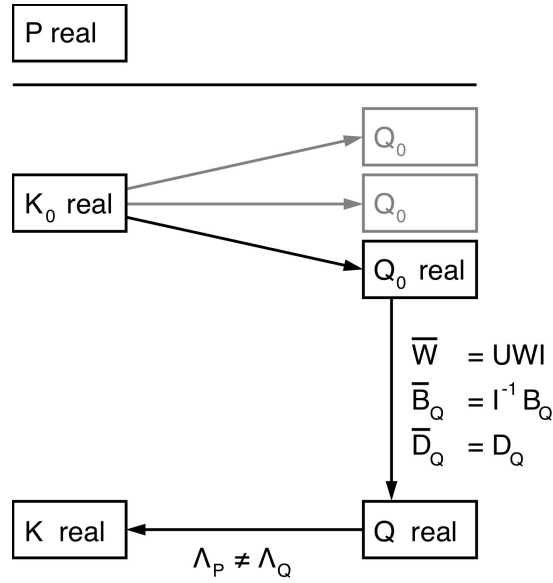 P real
Q₀
K₀ real
Q₀
Q₀ real
W̅ = UWI
B̅_Q = I⁻¹ B_Q
D̅_Q = D_Q
K real
Q real
Λ_P ≠ Λ_Q